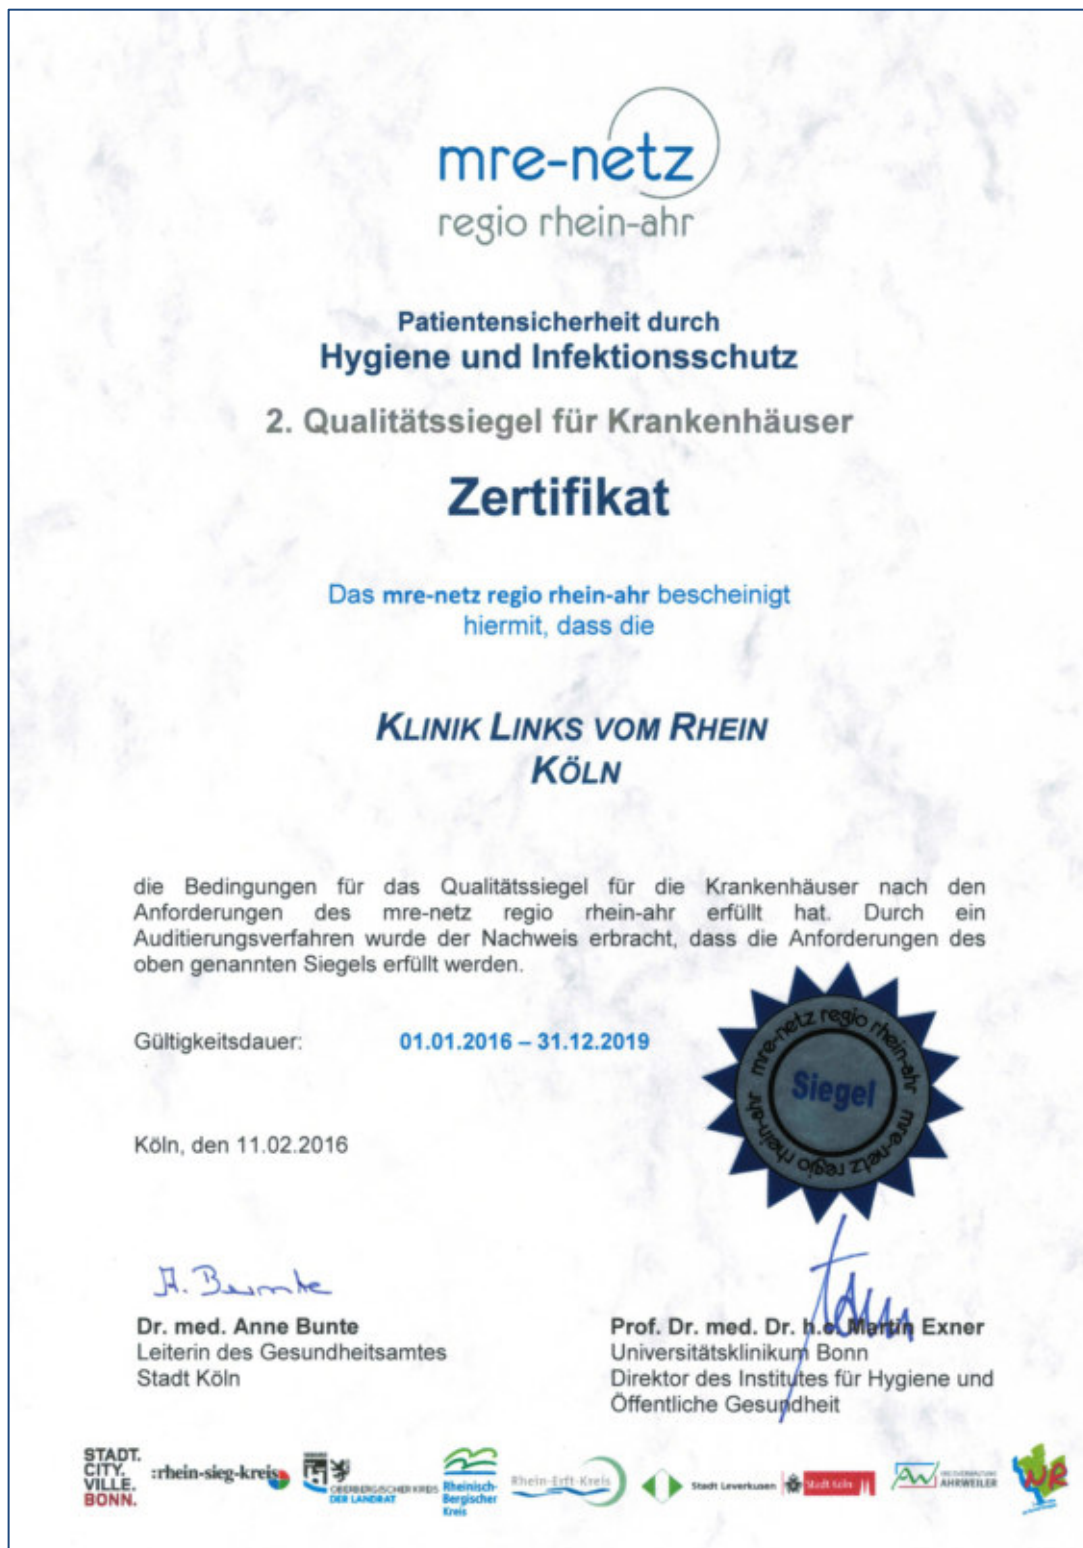 mre-netz
regio rhein-ahr
Patientensicherheit durch
Hygiene und Infektionsschutz
2. Qualitätssiegel für Krankenhäuser
Zertifikat
Das mre-netz regio rhein-ahr bescheinigt
hiermit, dass die
KLINIK LINKS VOM RHEIN
KÖLN
die Bedingungen für das Qualitätssiegel für die Krankenhäuser nach den
Anforderungen des mre-netz regio rhein-ahr erfüllt hat. Durch ein
Auditierungsverfahren wurde der Nachweis erbracht, dass die Anforderungen des
oben genannten Siegels erfüllt werden.
Gültigkeitsdauer: 01.01.2016 – 31.12.2019
mre-netz regio rhein-ahr mre-netz regio rhein-ahr
Siegel
Köln, den 11.02.2016
A. Bunte
Dr. med. Anne Bunte
Leiterin des Gesundheitsamtes
Stadt Köln
Prof. Dr. med. Dr. h.c. Martin Exner
Universitätsklinikum Bonn
Direktor des Institutes für Hygiene und
Öffentliche Gesundheit
STADT.
CITY.
VILLE.
BONN.
:rhein-sieg-kreis
OBERBERGISCHER KREIS
DER LANDRAT
Rheinisch-
Bergischer
Kreis
Rhein-Erft-Kreis
Stadt Leverkusen
Stadt Köln
AW
AHRWEILER
NR